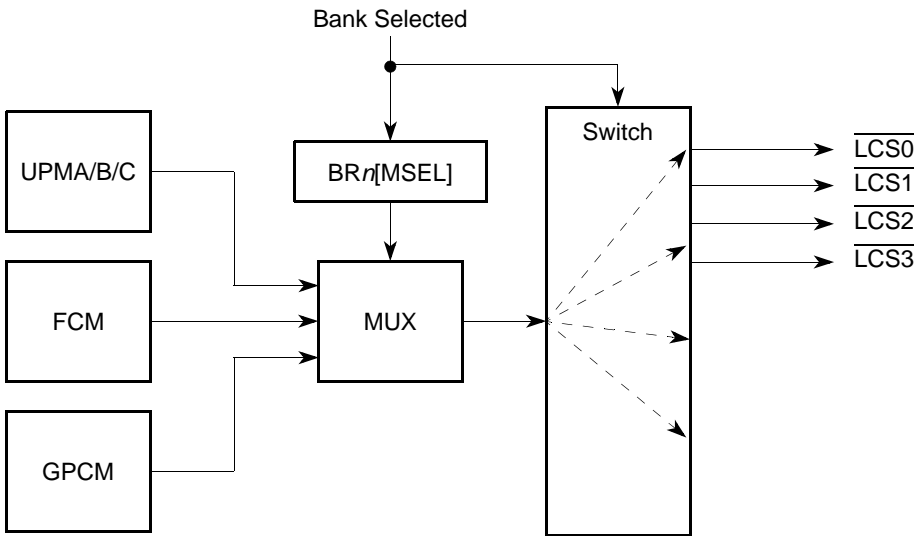 Bank Selected
Switch
LCS0
UPMA/B/C
BRn[MSEL]
LCS1
LCS2
LCS3
FCM
MUX
GPCM